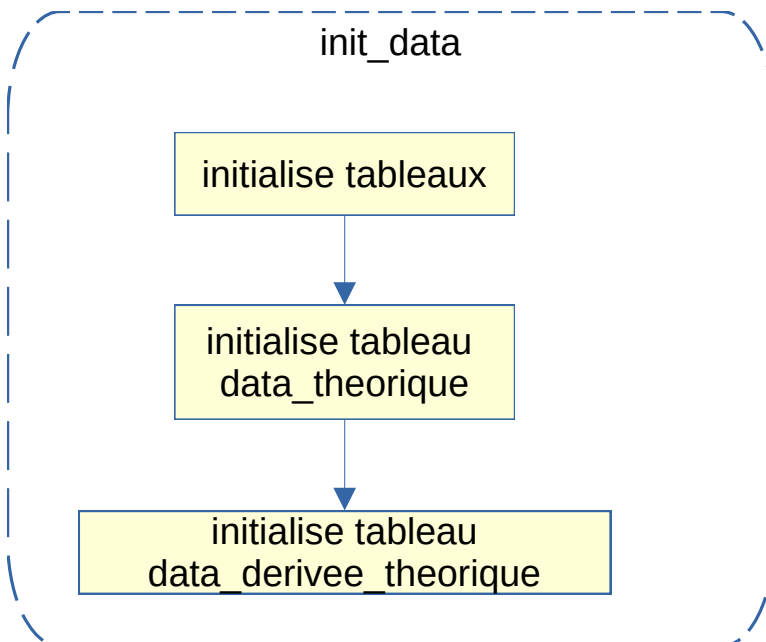 init_data
initialise tableaux
initialise tableau
data_theorique
initialise tableau
data_derivee_theorique